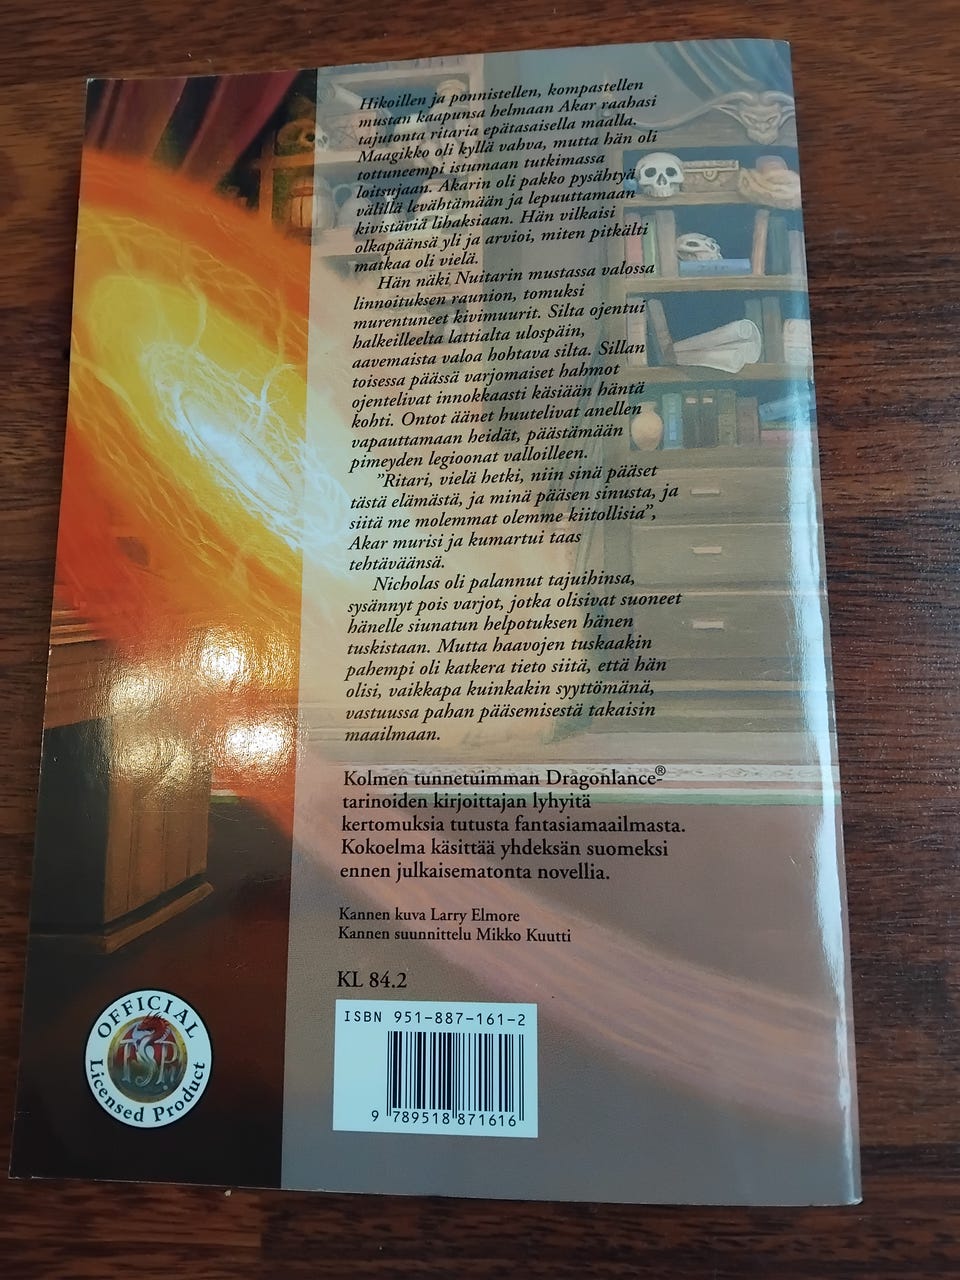 Hikoillen ja ponnistellen, kompastellen
mustan kaapunsa helmaan Akar raahasi
tajutonta ritaria epätasaisella maalla.
Maagikko oli kyllä vahva, mutta hän oli
tottuneempi istumaan tutkimassa
loitsujaan. Akarin oli pakko pysähtyä
välillä levähtämään ja lepuuttamaan
kivistäviä lihaksiaan. Hän vilkaisi
olkapäänsä yli ja arvioi, miten pitkälti
matkaa oli vielä.
Hän näki Nuitarin mustassa valossa
linnoituksen raunion, tomuksi
murentuneet kivimuurit. Silta ojentui
halkeilleelta lattialta ulospäin,
aavemaista valoa hohtava silta. Sillan
toisessa päässä varjomaiset hahmot
ojentelivat innokkaasti käsiään häntä
kohti. Ontot äänet huutelivat anellen
vapauttamaan heidät, päästämään
pimeyden legioonat valloilleen.
”Ritari, vielä hetki, niin sinä pääset
tästä elämästä, ja minä pääsen sinusta, ja
siitä me molemmat olemme kiitollisia”,
Akar murisi ja kumartui taas
tehtäväänsä.
Nicholas oli palannut tajuihinsa,
sysännyt pois varjot, jotka olisivat suoneet
hänelle siunatun helpotuksen hänen
tuskistaan. Mutta haavojen tuskaakin
pahempi oli katkera tieto siitä, että hän
olisi, vaikkapa kuinkakin syyttömänä,
vastuussa pahan pääsemisestä takaisin
maailmaan.
Kolmen tunnetuimman Dragonlance®-
tarinoiden kirjoittajan lyhyitä
kertomuksia tutusta fantasiamaailmasta.
Kokoelma käsittää yhdeksän suomeksi
ennen julkaisematonta novellia.
Kannen kuva Larry Elmore
Kannen suunnittelu Mikko Kuutti
KL 84.2
ISBN 951-887-161-2
9 789518 871616
OFFICIAL
TSR
Licensed Product